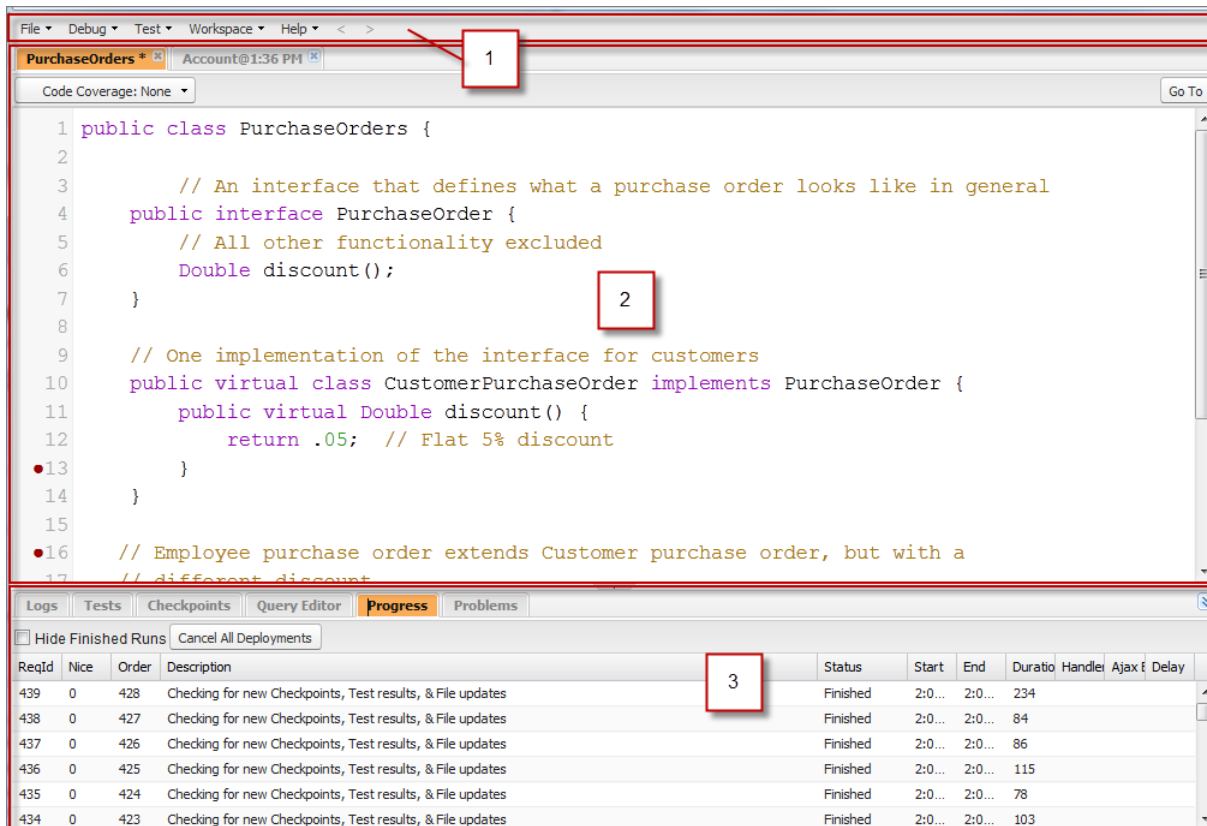 File Debug Test Workspace Help < >
1
PurchaseOrders * Account@1:36 PM
Code Coverage: None Go To
1 public class PurchaseOrders {
2
3 // An interface that defines what a purchase order looks like in general
4 public interface PurchaseOrder {
5 // All other functionality excluded
6 Double discount();
7 }
2
8
9 // One implementation of the interface for customers
10 public virtual class CustomerPurchaseOrder implements PurchaseOrder {
11 public virtual Double discount() {
12 return .05; // Flat 5% discount
13 }
14 }
15
16 // Employee purchase order extends Customer purchase order, but with a
17 // different discount
Logs Tests Checkpoints Query Editor Progress Problems
Hide Finished Runs Cancel All Deployments
ReqId Nice Order Description Status Start End Duratio Handler Ajax Delay
3
439 0 428 Checking for new Checkpoints, Test results, & File updates Finished 2:0... 2:0... 234
438 0 427 Checking for new Checkpoints, Test results, & File updates Finished 2:0... 2:0... 84
437 0 426 Checking for new Checkpoints, Test results, & File updates Finished 2:0... 2:0... 86
436 0 425 Checking for new Checkpoints, Test results, & File updates Finished 2:0... 2:0... 115
435 0 424 Checking for new Checkpoints, Test results, & File updates Finished 2:0... 2:0... 78
434 0 423 Checking for new Checkpoints, Test results, & File updates Finished 2:0... 2:0... 103